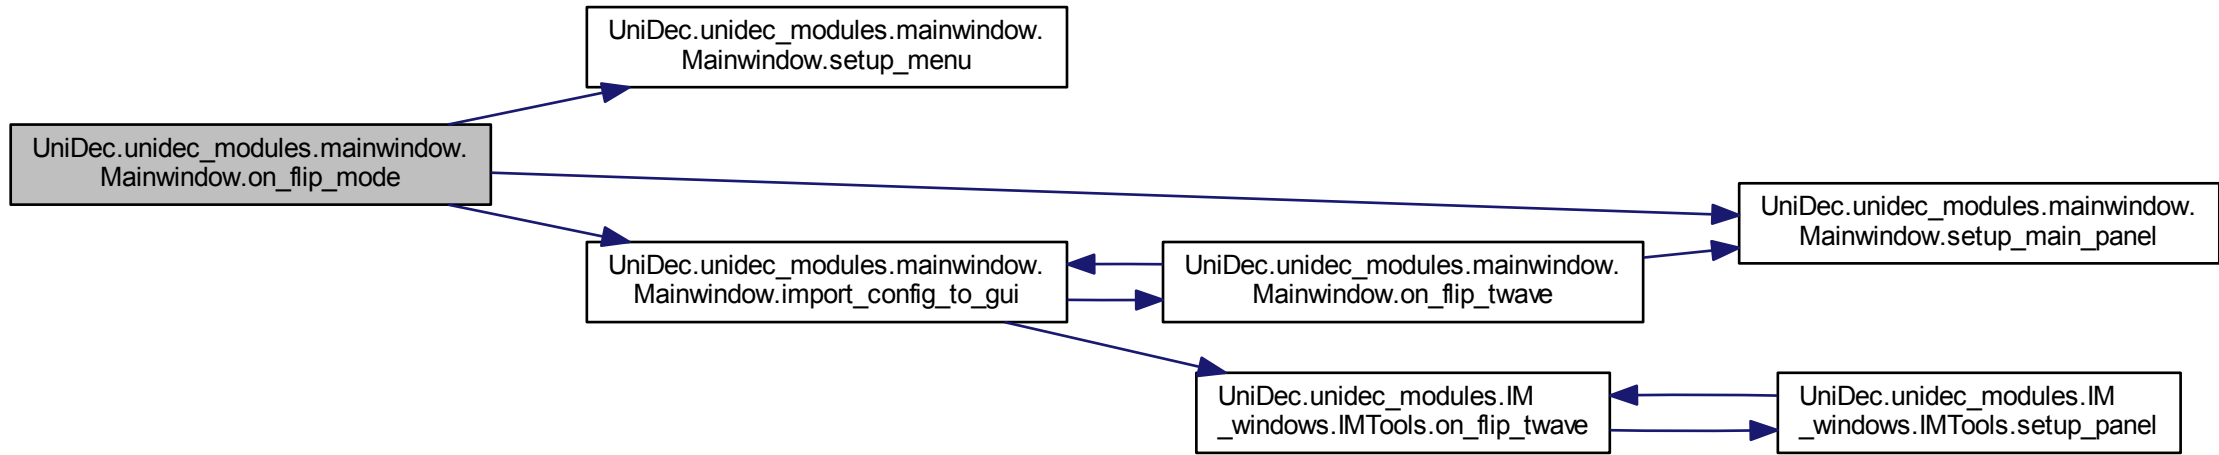 UniDec.unidec_modules.mainwindow.
Mainwindow.setup_menu
UniDec.unidec_modules.mainwindow.
Mainwindow.on_flip_mode
UniDec.unidec_modules.mainwindow.
Mainwindow.setup_main_panel
UniDec.unidec_modules.mainwindow.
Mainwindow.import_config_to_gui
UniDec.unidec_modules.mainwindow.
Mainwindow.on_flip_twave
UniDec.unidec_modules.IM
_windows.IMTools.on_flip_twave
UniDec.unidec_modules.IM
_windows.IMTools.setup_panel